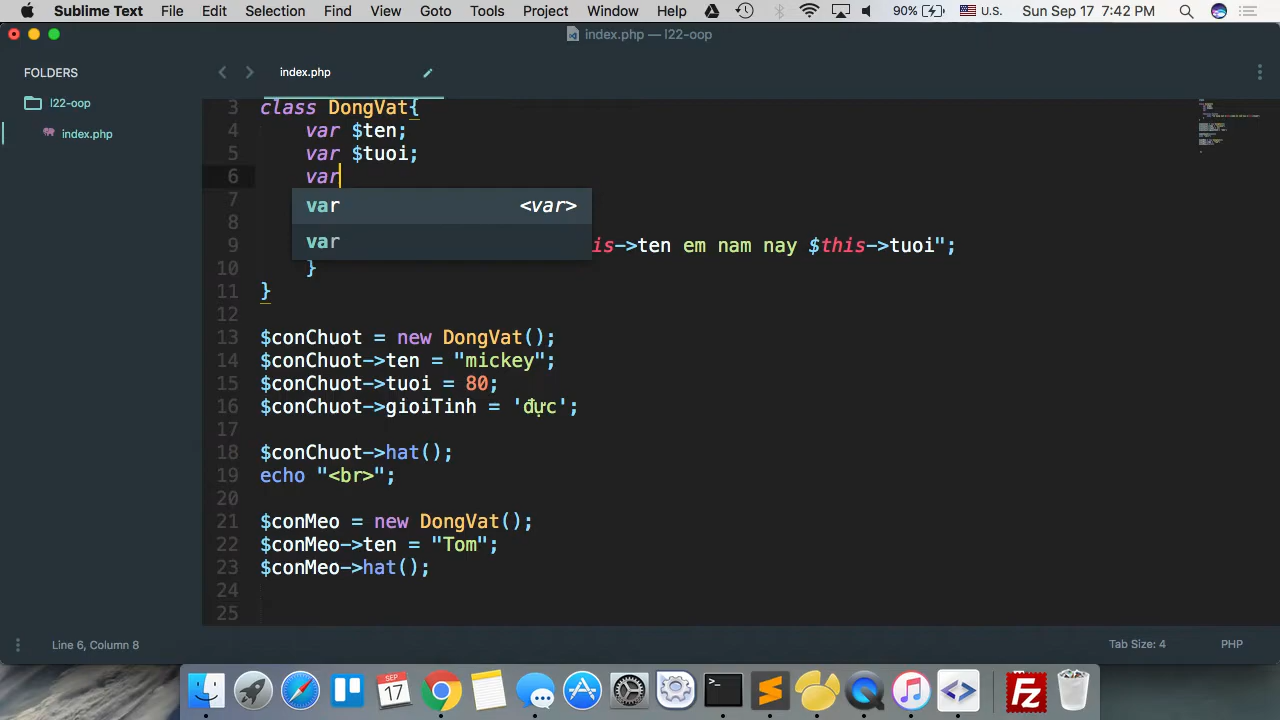 Sublime Text File Edit Selection Find View Goto Tools Project Window Help 90% U.S. Sun Sep 17 7:42 PM
index.php — l22-oop
FOLDERS
l22-oop
index.php
index.php
3 class DongVat{
4 var $ten;
5 var $tuoi;
6 var
var <var>
var
7
8
9 is->ten em nam nay $this->tuoi";
10 }
11 }
12
13 $conChuot = new DongVat();
14 $conChuot->ten = "mickey";
15 $conChuot->tuoi = 80;
16 $conChuot->gioiTinh = 'đực';
17
18 $conChuot->hat();
19 echo "<br>";
20
21 $conMeo = new DongVat();
22 $conMeo->ten = "Tom";
23 $conMeo->hat();
24
25
Line 6, Column 8 Tab Size: 4 PHP
SEP
17
Fz